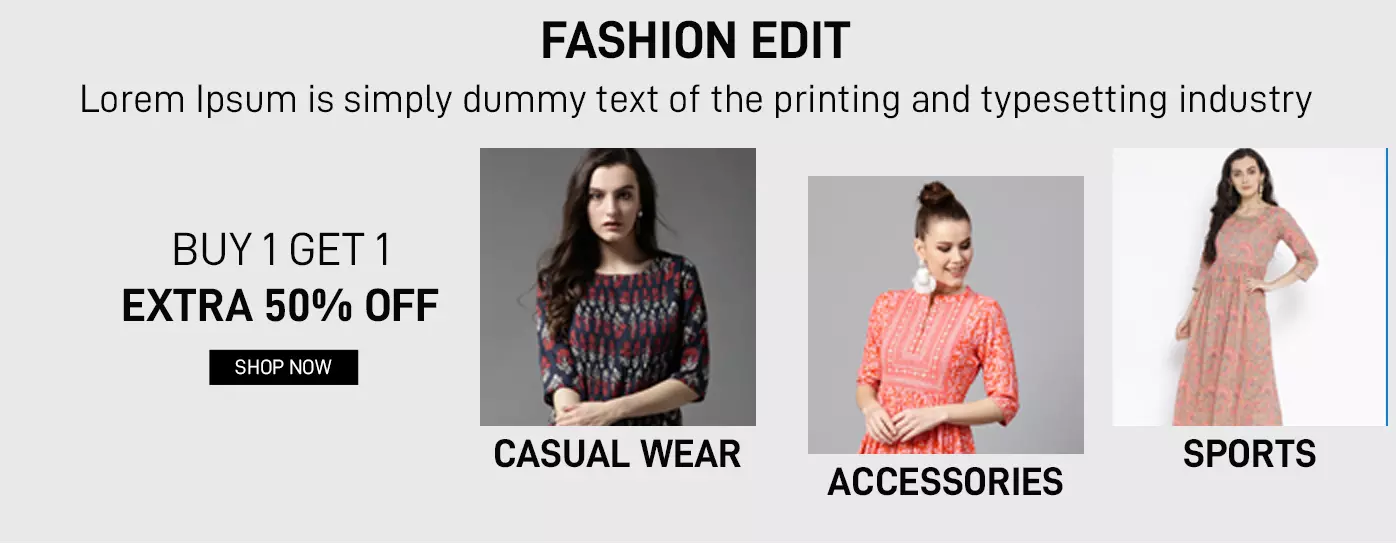 FASHION EDIT
Lorem Ipsum is simply dummy text of the printing and typesetting industry
BUY 1 GET 1
EXTRA 50% OFF
SHOP NOW
CASUAL WEAR
ACCESSORIES
SPORTS